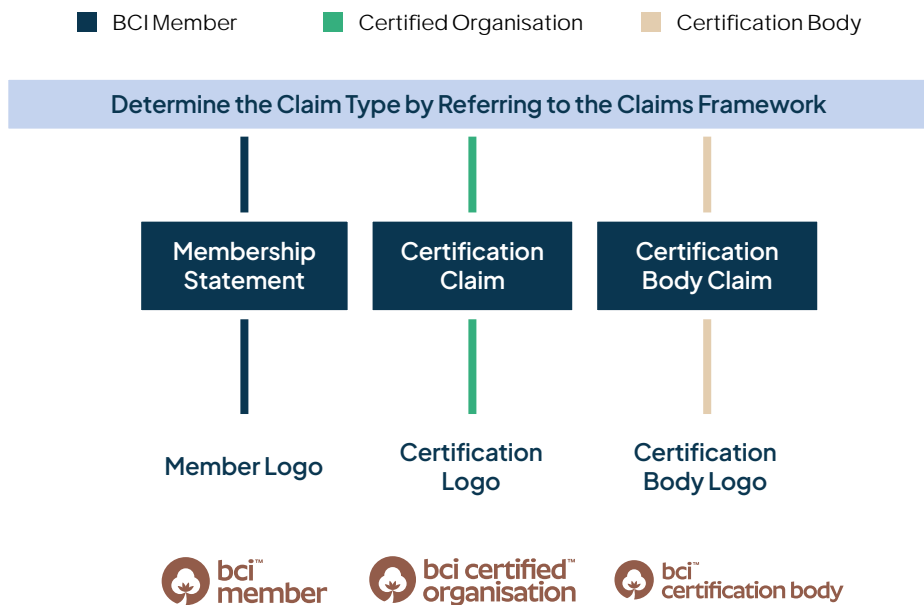 BCI Member
Certified Organisation
Certification Body
Determine the Claim Type by Referring to the Claims Framework
Membership
Statement
Certification
Claim
Certification
Body Claim
Member Logo
Certification
Logo
Certification
Body Logo
bci™
member
bci certified™
organisation
bci™
certification body